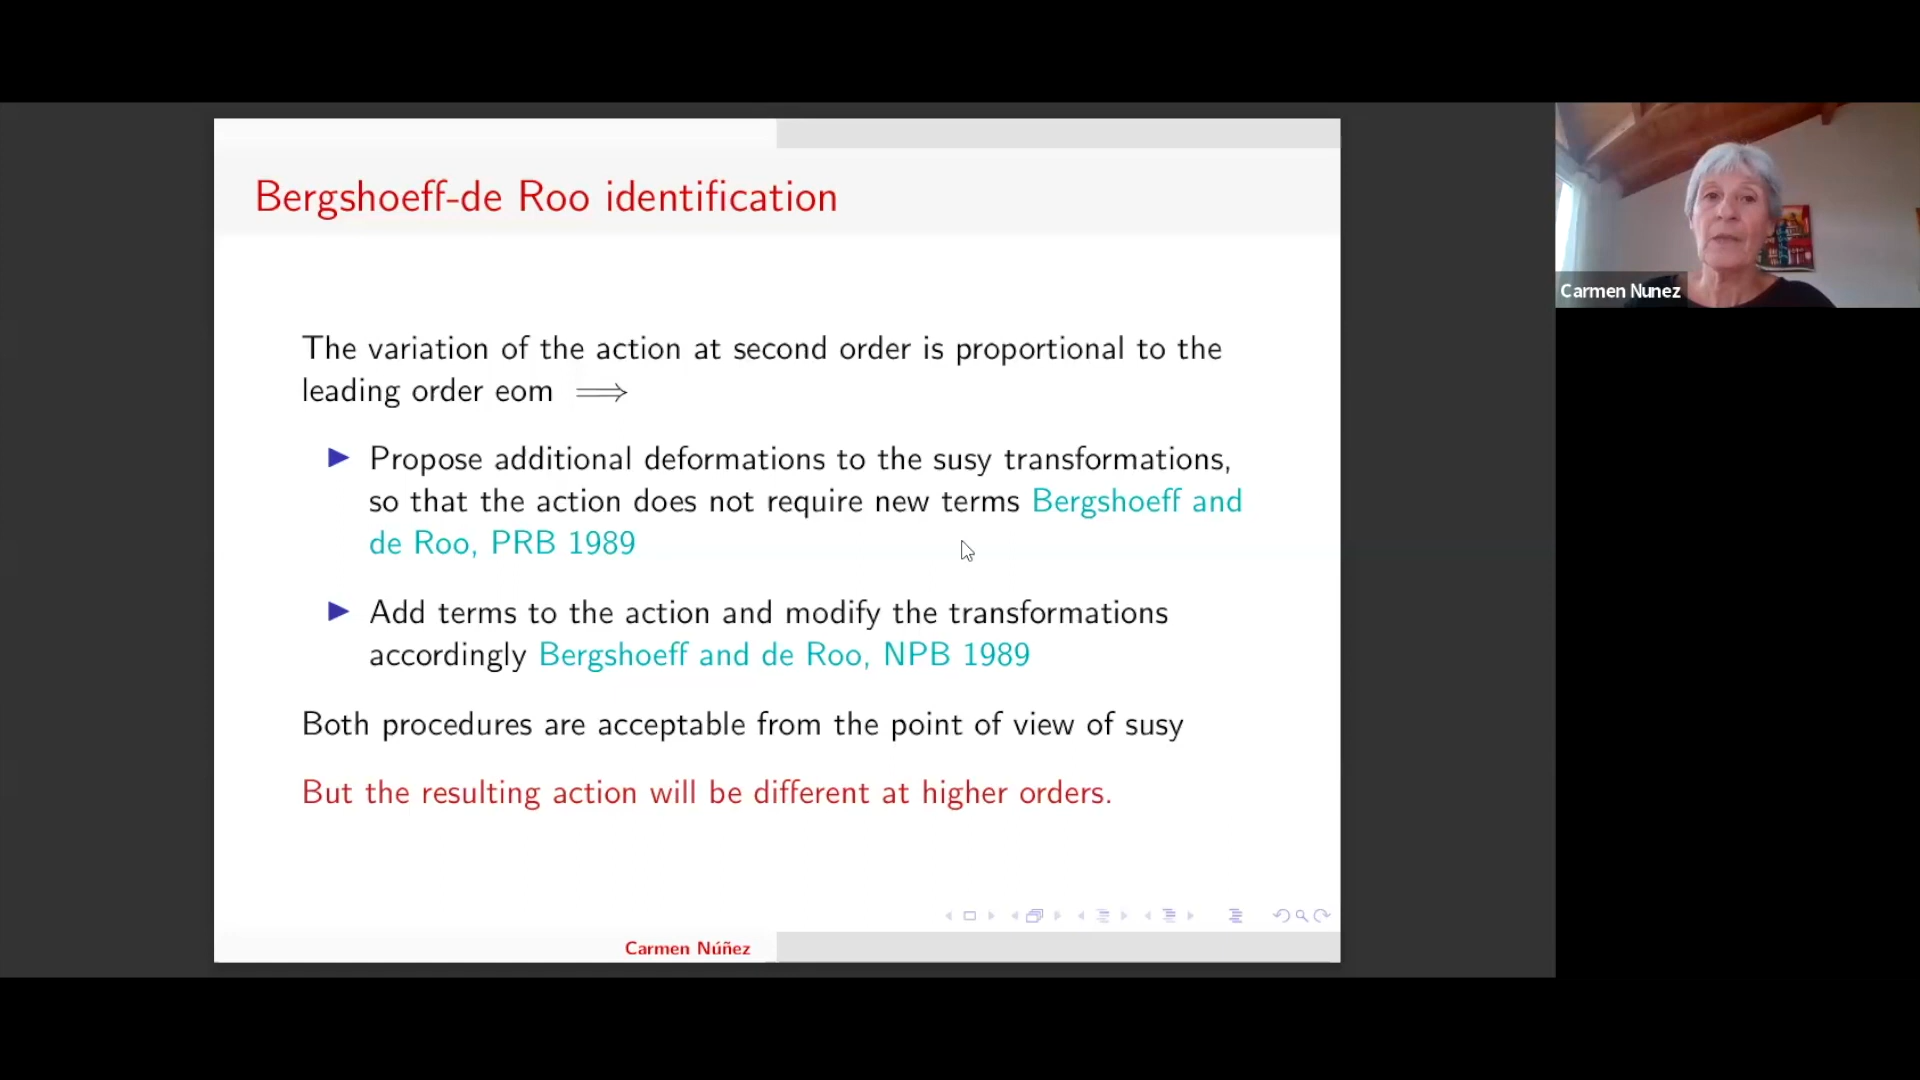 Bergshoeff-de Roo identification
The variation of the action at second order is proportional to the
leading order eom ⟹
Propose additional deformations to the susy transformations,
so that the action does not require new terms Bergshoeff and
de Roo, PRB 1989
Add terms to the action and modify the transformations
accordingly Bergshoeff and de Roo, NPB 1989
Both procedures are acceptable from the point of view of susy
But the resulting action will be different at higher orders.
Carmen Núñez
Carmen Nunez